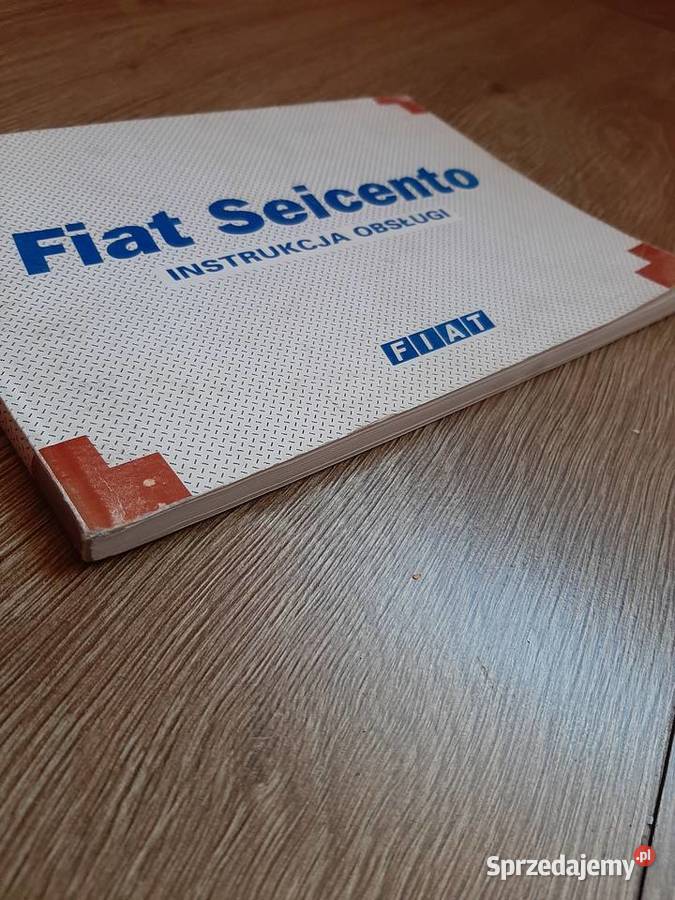 Fiat Seicento
INSTRUKCJA OBSŁUGI
FIAT
Sprzedajemy.pl